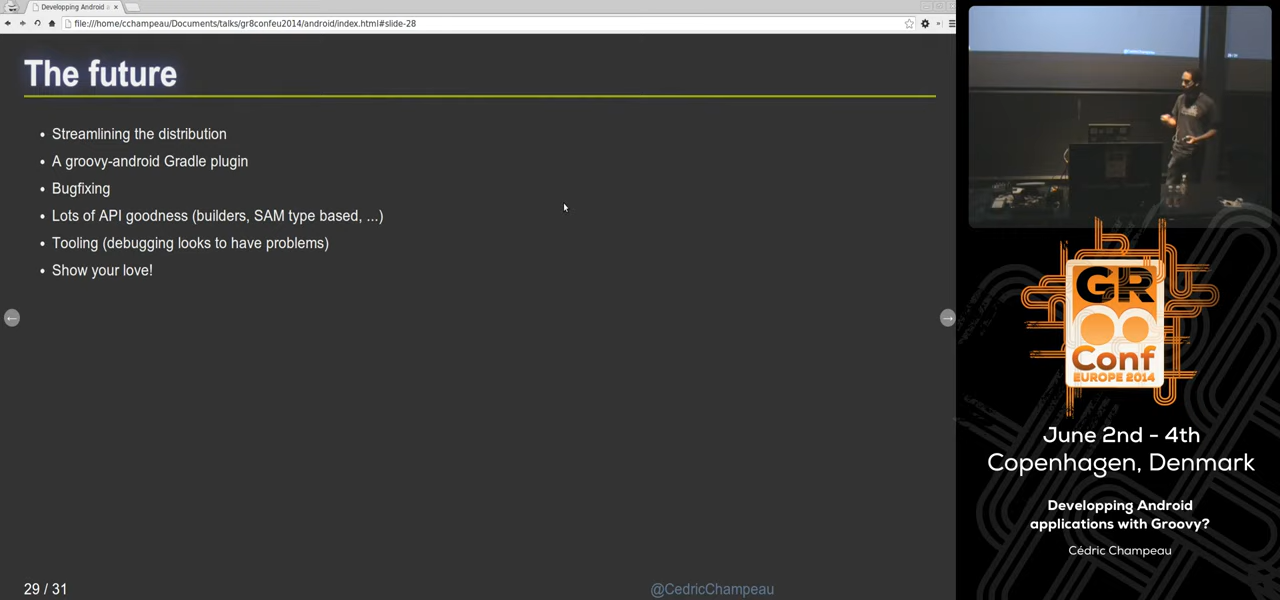 Developping Android a
file:///home/cchampeau/Documents/talks/gr8confeu2014/android/index.html#slide-28
The future
• Streamlining the distribution
• A groovy-android Gradle plugin
• Bugfixing
• Lots of API goodness (builders, SAM type based, ...)
• Tooling (debugging looks to have problems)
• Show your love!
29 / 31
@CedricChampeau
GR
Conf
EUROPE 2014
June 2nd - 4th
Copenhagen, Denmark
Developping Android
applications with Groovy?
Cédric Champeau